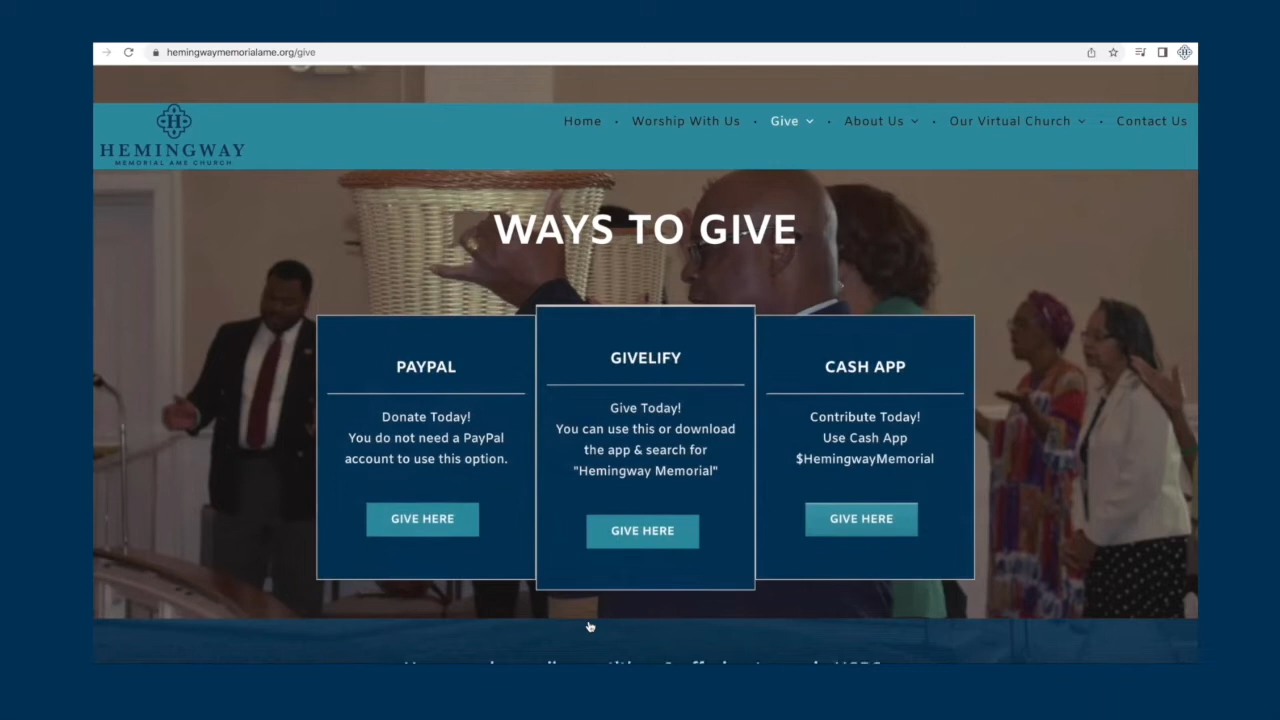 hemingwaymemorialame.org/give
H
HEMINGWAY
MEMORIAL AME CHURCH
Home · Worship With Us · Give · About Us · Our Virtual Church · Contact Us
WAYS TO GIVE
PAYPAL
Donate Today!
You do not need a PayPal
account to use this option.
GIVE HERE
GIVELIFY
Give Today!
You can use this or download
the app & search for
"Hemingway Memorial"
GIVE HERE
CASH APP
Contribute Today!
Use Cash App
$HemingwayMemorial
GIVE HERE